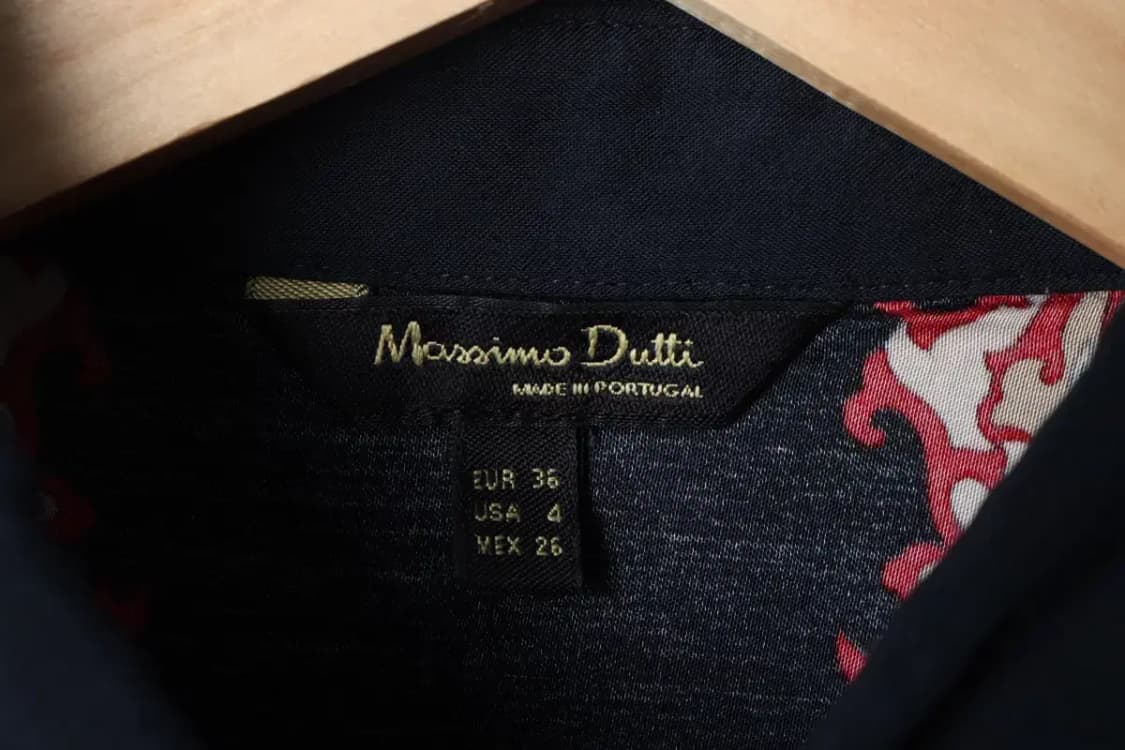 Massimo Dutti
MADE IN PORTUGAL
EUR 36
USA 4
MEX 26